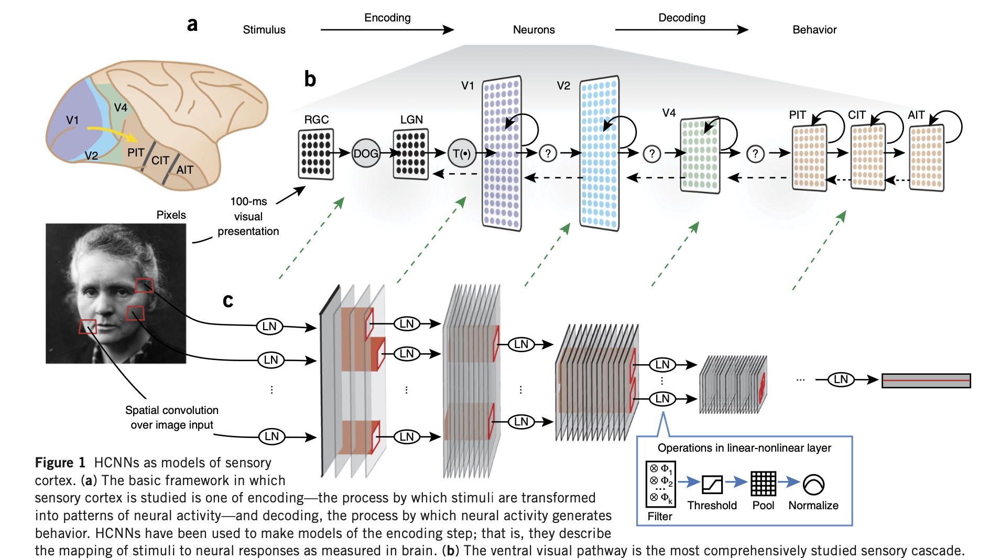 a
Stimulus
Encoding
Neurons
Decoding
Behavior
V1
V2
V4
PIT
CIT
AIT
b
RGC
DOG
LGN
T(•)
V1
?
V2
?
V4
?
PIT
CIT
AIT
100-ms
visual
presentation
Pixels
Spatial convolution
over image input
c
LN
LN
⋮
LN
LN
LN
⋮
LN
LN
⋮
LN
LN
⋮
LN
...
LN
Operations in linear-nonlinear layer
⊗ Φ1
⊗ Φ2
...
⊗ Φk
Filter
Threshold
Pool
Normalize
Figure 1 HCNNs as models of sensory
cortex. (a) The basic framework in which
sensory cortex is studied is one of encoding—the process by which stimuli are transformed
into patterns of neural activity—and decoding, the process by which neural activity generates
behavior. HCNNs have been used to make models of the encoding step; that is, they describe
the mapping of stimuli to neural responses as measured in brain. (b) The ventral visual pathway is the most comprehensively studied sensory cascade.